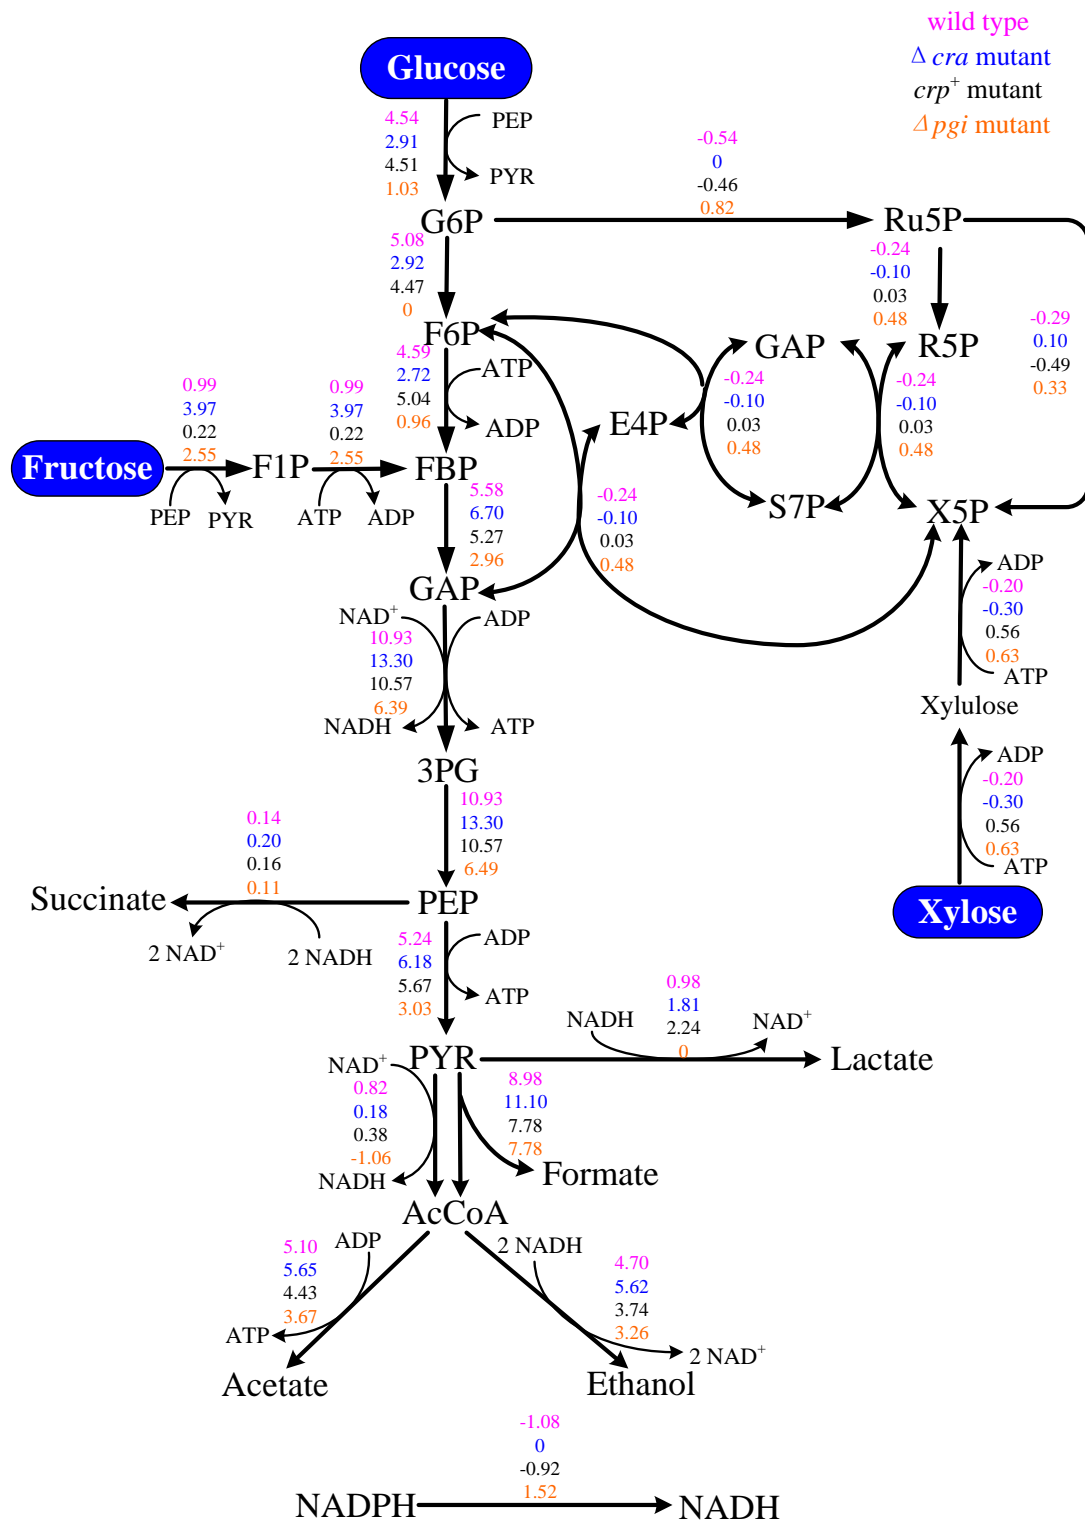 wild type
Δ cra mutant
crp+ mutant
Δ pgi mutant
Glucose
4.54
2.91
4.51
1.03
PEP
PYR
-0.54
0
-0.46
0.82
G6P
Ru5P
5.08
2.92
4.47
0
-0.24
-0.10
0.03
0.48
-0.29
0.10
-0.49
0.33
F6P
GAP
R5P
4.59
2.72
5.04
0.96
ATP
ADP
-0.24
-0.10
0.03
0.48
-0.24
-0.10
0.03
0.48
E4P
0.99
3.97
0.22
2.55
0.99
3.97
0.22
2.55
Fructose
F1P
FBP
PEP
PYR
ATP
ADP
S7P
X5P
5.58
6.70
5.27
2.96
-0.24
-0.10
0.03
0.48
GAP
ADP
-0.20
-0.30
0.56
0.63
ATP
NAD+
ADP
10.93
13.30
10.57
6.39
NADH
ATP
Xylulose
3PG
ADP
-0.20
-0.30
0.56
0.63
ATP
10.93
13.30
10.57
6.49
0.14
0.20
0.16
0.11
Succinate
PEP
Xylose
2 NAD+
2 NADH
5.24
6.18
5.67
3.03
ADP
ATP
0.98
1.81
2.24
0
NADH
NAD+
PYR
Lactate
NAD+
0.82
0.18
0.38
-1.06
NADH
8.98
11.10
7.78
7.78
Formate
AcCoA
5.10
5.65
4.43
3.67
ADP
ATP
2 NADH
4.70
5.62
3.74
3.26
2 NAD+
Acetate
Ethanol
-1.08
0
-0.92
1.52
NADPH
NADH